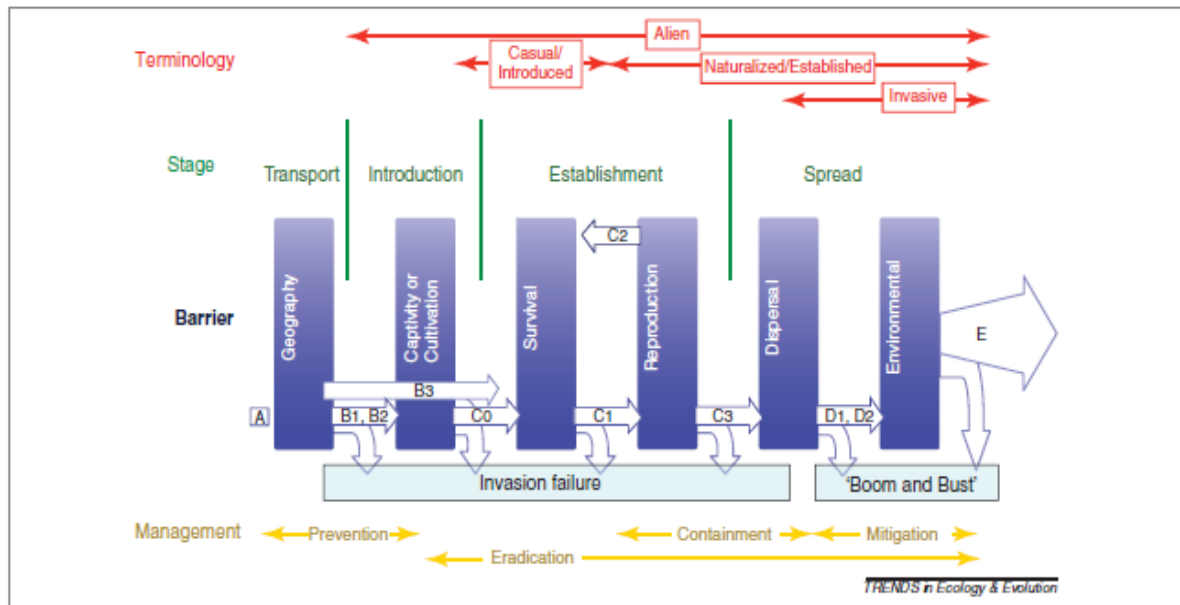 Alien
Terminology
Casual/
Introduced
Naturalized/Established
Invasive
Stage
Transport
Introduction
Establishment
Spread
Barrier
Geography
Captivity or
Cultivation
Survival
Reproduction
Dispersal
Environmental
C2
E
B3
A
B1, B2
C0
C1
C3
D1, D2
Invasion failure
'Boom and Bust'
Management
Prevention
Containment
Mitigation
Eradication
TRENDS in Ecology & Evolution